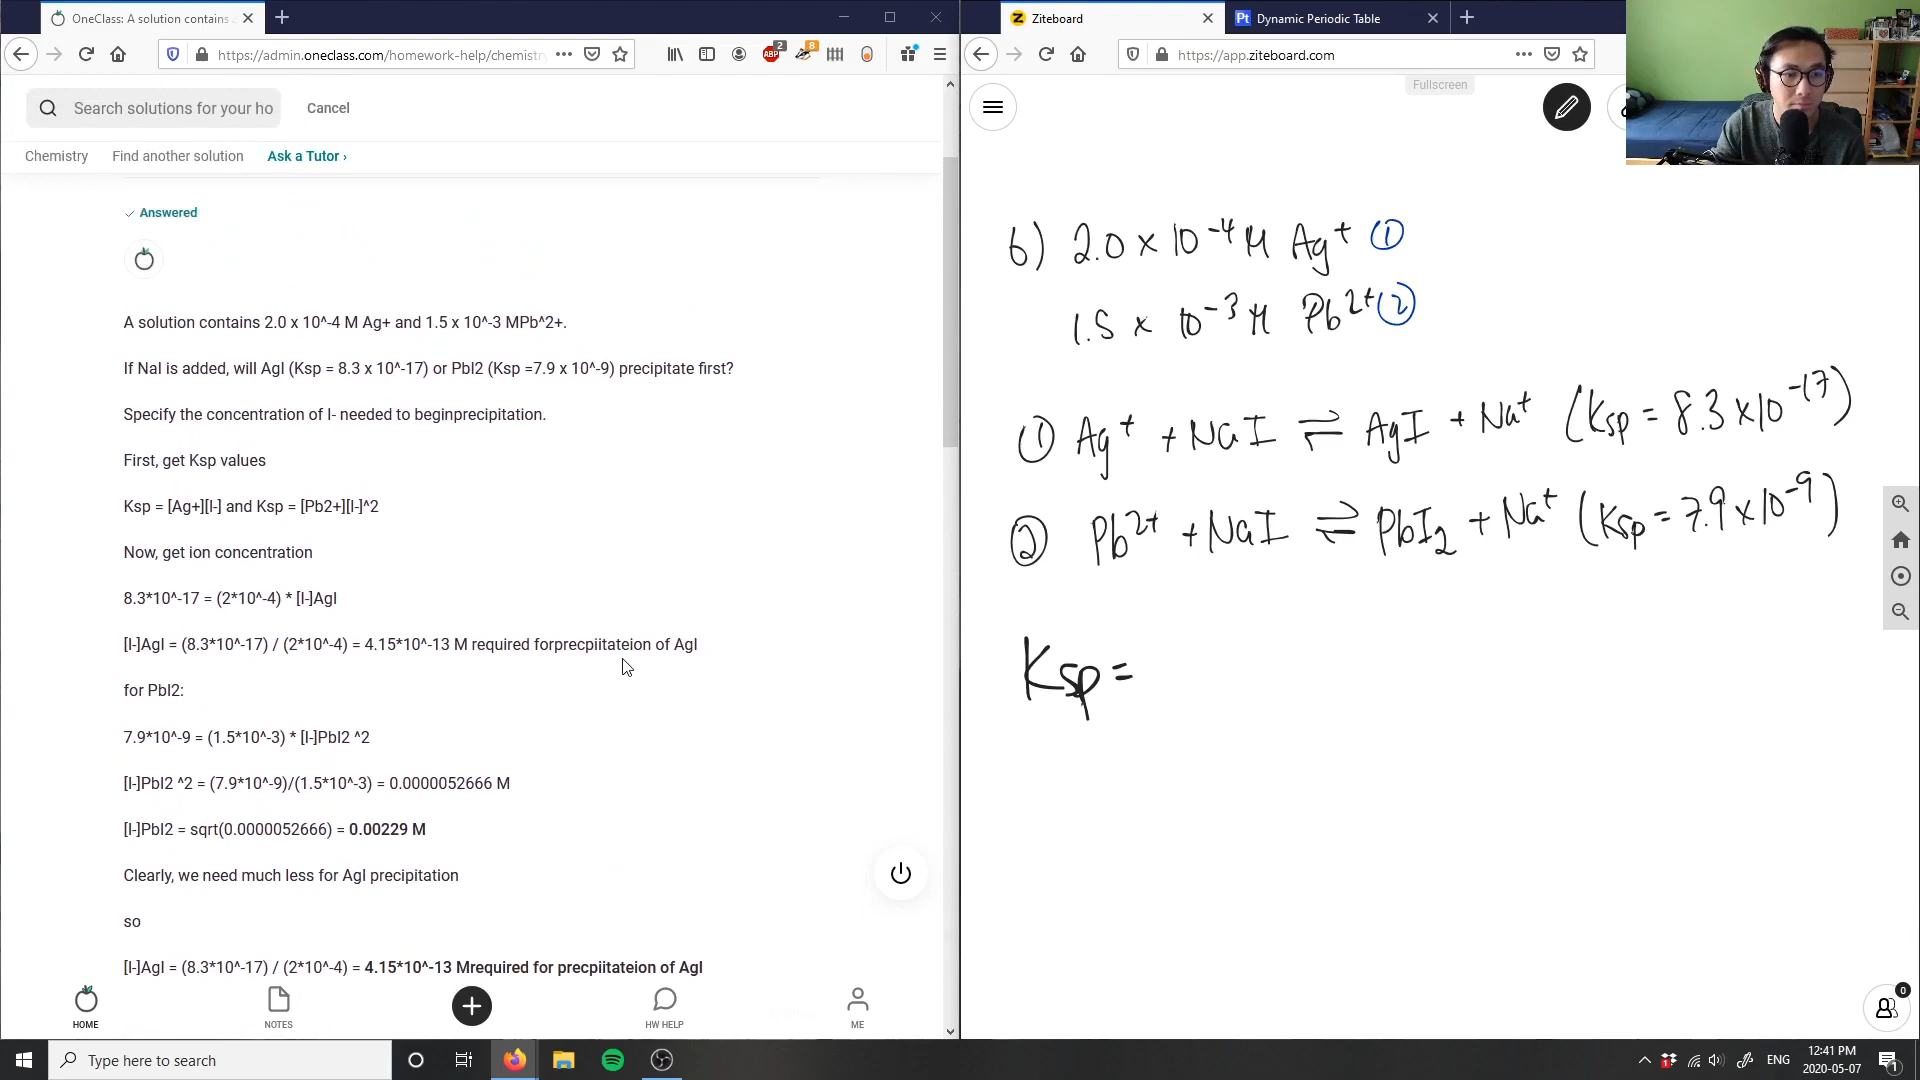 OneClass: A solution contains
Ziteboard
Dynamic Periodic Table
https://admin.oneclass.com/homework-help/chemistry
2
8
https://app.ziteboard.com
Fullscreen
Search solutions for your ho
Cancel
Chemistry
Find another solution
Ask a Tutor ›
Answered
A solution contains 2.0 x 10^-4 M Ag+ and 1.5 x 10^-3 MPb^2+.
If NaI is added, will AgI (Ksp = 8.3 x 10^-17) or PbI2 (Ksp =7.9 x 10^-9) precipitate first?
Specify the concentration of I- needed to beginprecipitation.
First, get Ksp values
Ksp = [Ag+][I-] and Ksp = [Pb2+][I-]^2
Now, get ion concentration
8.3*10^-17 = (2*10^-4) * [I-]AgI
[I-]AgI = (8.3*10^-17) / (2*10^-4) = 4.15*10^-13 M required forprecpiitateion of AgI
for PbI2:
7.9*10^-9 = (1.5*10^-3) * [I-]PbI2 ^2
[I-]PbI2 ^2 = (7.9*10^-9)/(1.5*10^-3) = 0.0000052666 M
[I-]PbI2 = sqrt(0.0000052666) = 0.00229 M
Clearly, we need much less for AgI precipitation
so
[I-]AgI = (8.3*10^-17) / (2*10^-4) = 4.15*10^-13 Mrequired for precpiitateion of AgI
HOME
NOTES
HW HELP
ME
6) 2.0 x 10⁻⁴ M Ag⁺ ①
1.5 x 10⁻³ M Pb²⁺ ②
① Ag⁺ + NaI ⇌ AgI + Na⁺ (Ksp = 8.3 x 10⁻¹⁷)
② Pb²⁺ + NaI ⇌ PbI₂ + Na⁺ (Ksp = 7.9 x 10⁻⁹)
Ksp =
0
Type here to search
ENG
12:41 PM
2020-05-07
1